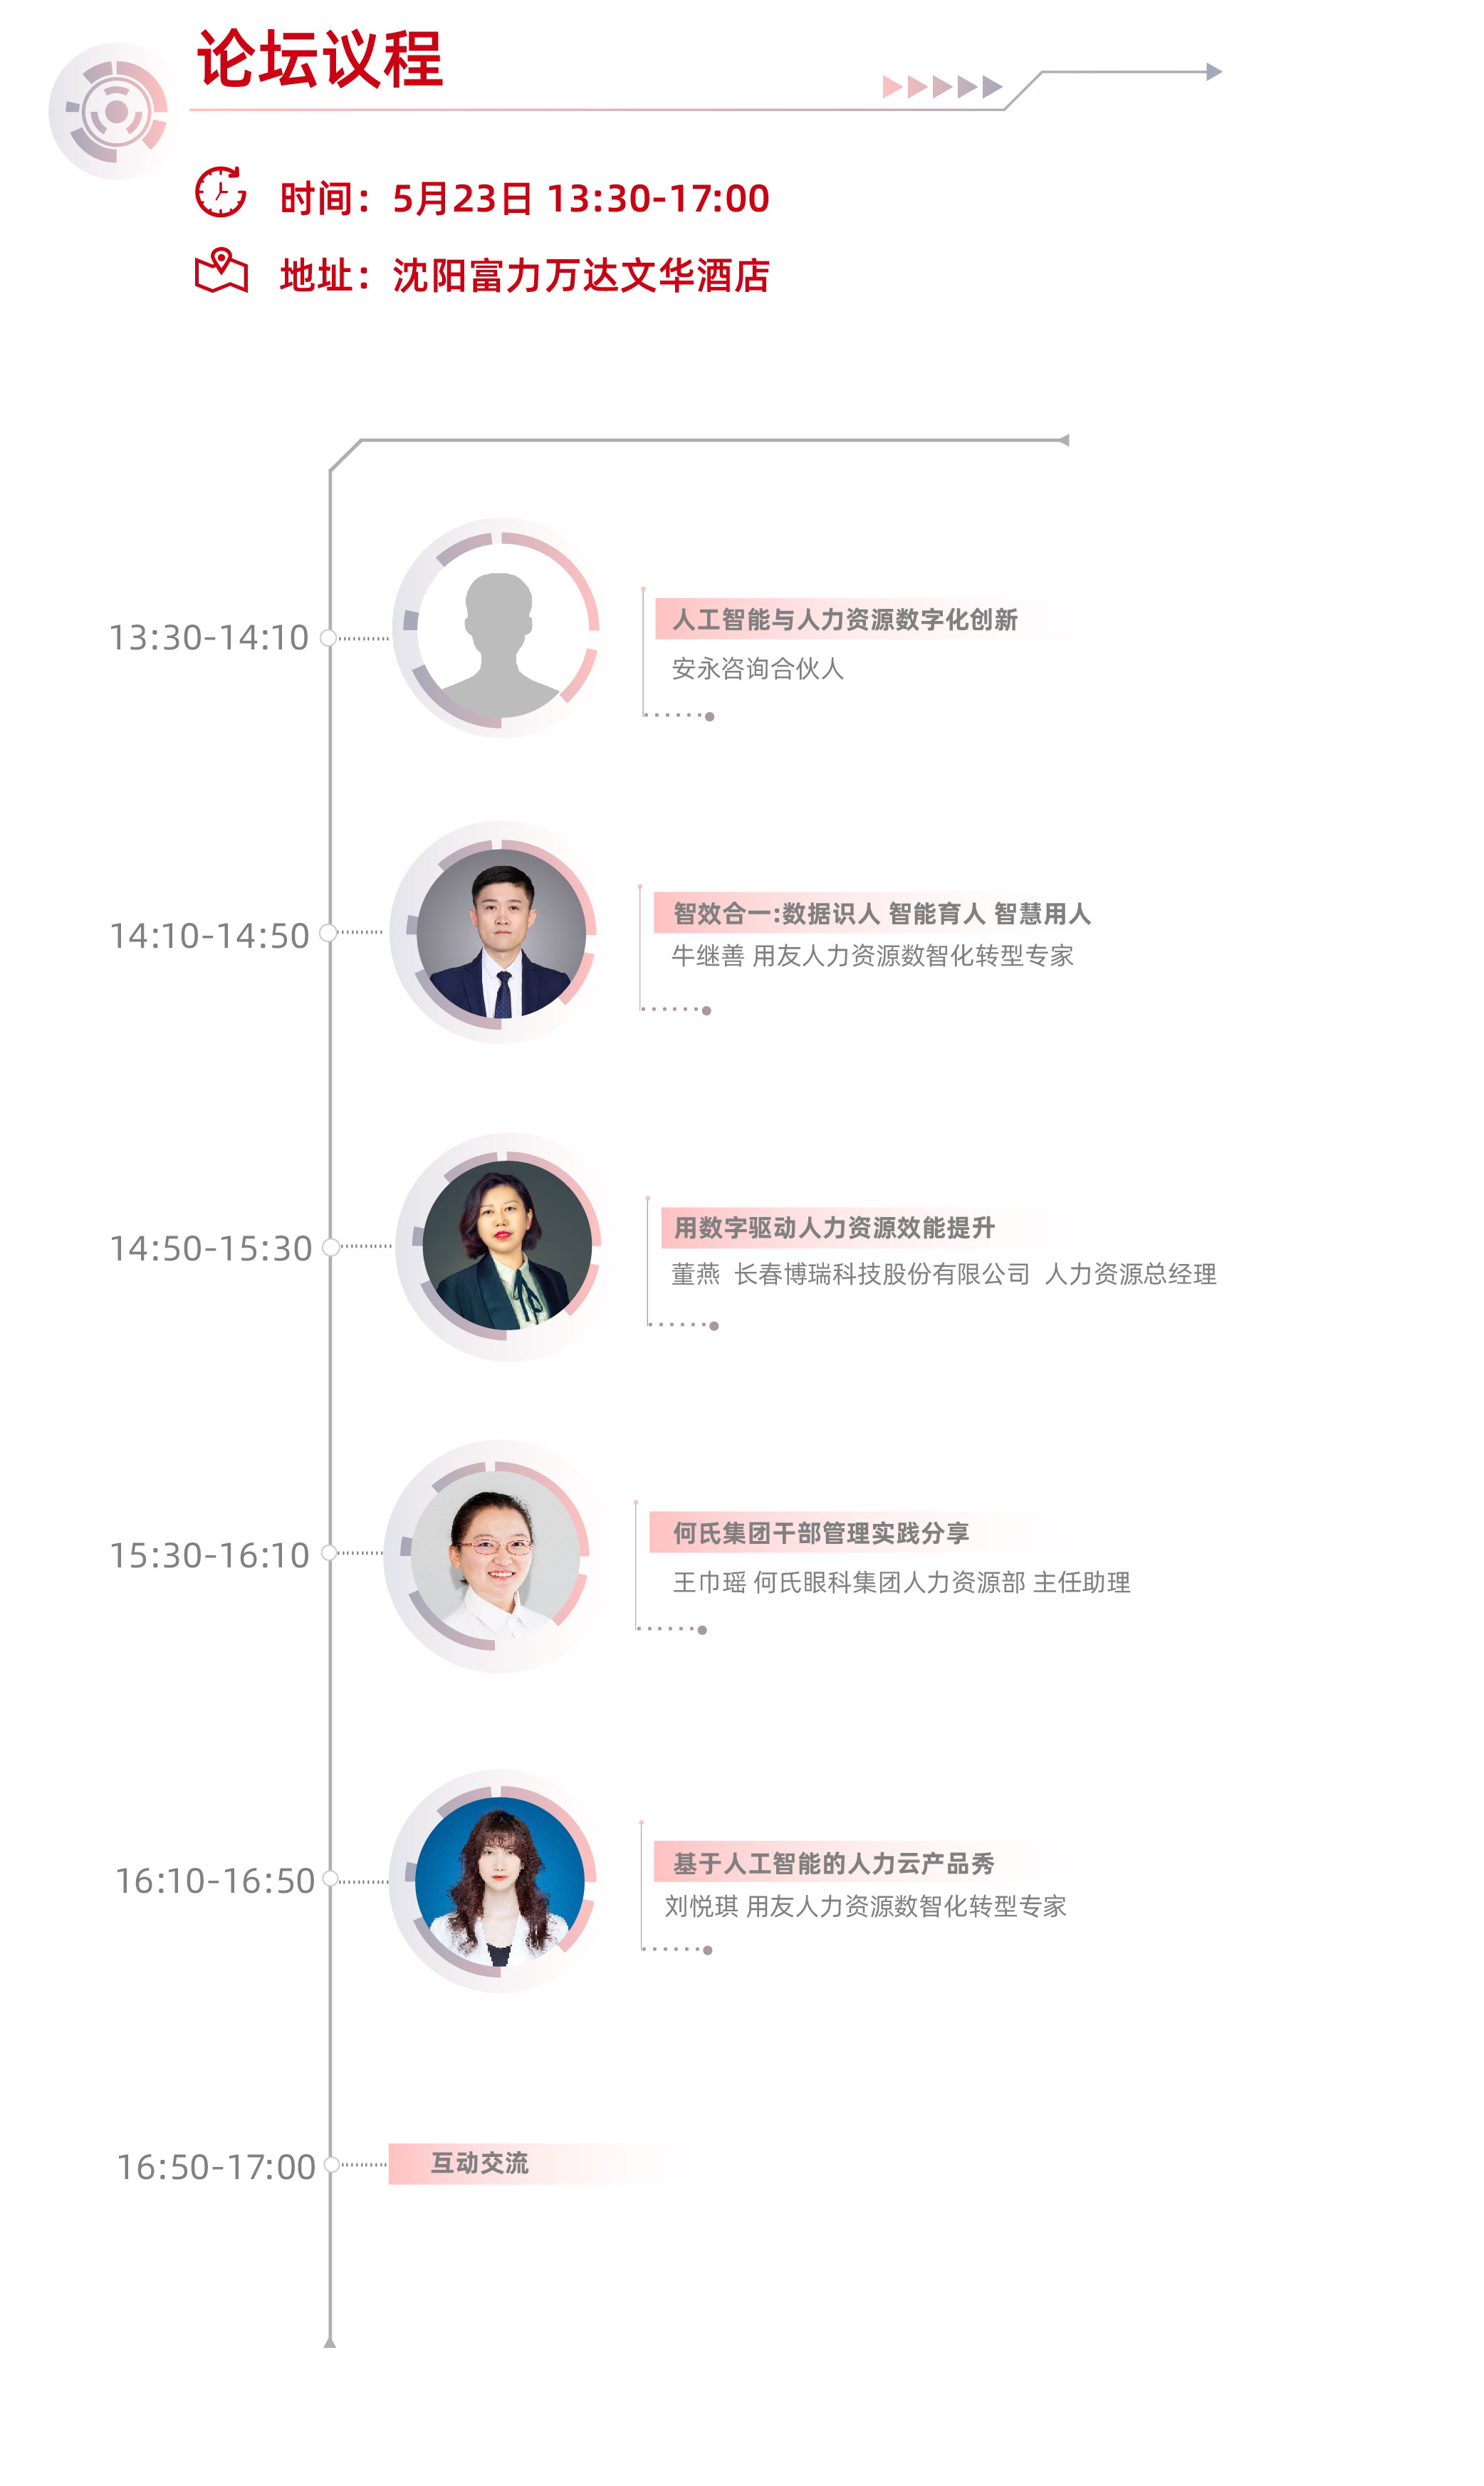 论坛议程
时间：5月23日 13:30-17:00
地址：沈阳富力万达文华酒店
13:30-14:10
人工智能与人力资源数字化创新
安永咨询合伙人
14:10-14:50
智效合一:数据识人 智能育人 智慧用人
牛继善 用友人力资源数智化转型专家
14:50-15:30
用数字驱动人力资源效能提升
董燕 长春博瑞科技股份有限公司 人力资源总经理
15:30-16:10
何氏集团干部管理实践分享
王巾瑶 何氏眼科集团人力资源部 主任助理
16:10-16:50
基于人工智能的人力云产品秀
刘悦琪 用友人力资源数智化转型专家
16:50-17:00
互动交流